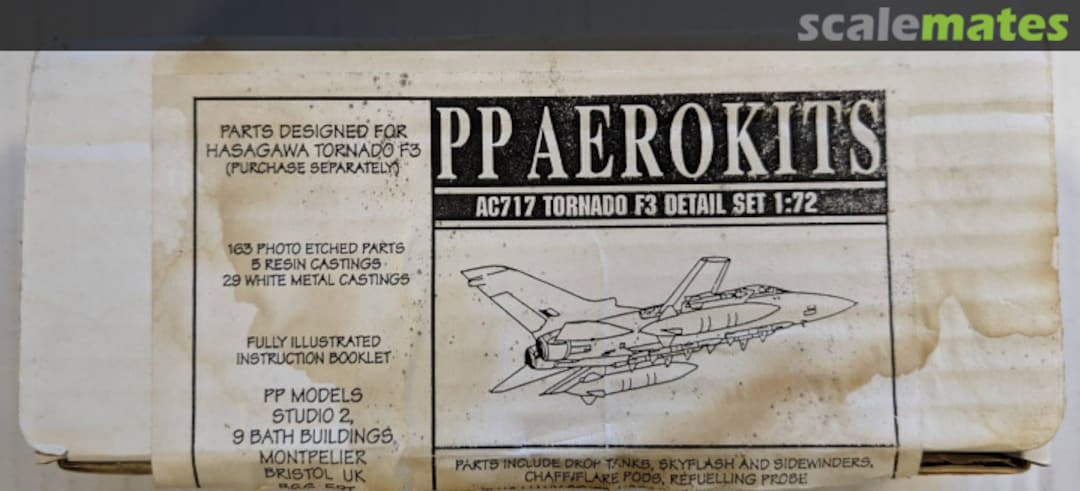 scalemates
PARTS DESIGNED FOR
HASAGAWA TORNADO F3
(PURCHASE SEPARATELY)
163 PHOTO ETCHED PARTS
5 RESIN CASTINGS
29 WHITE METAL CASTINGS
FULLY ILLUSTRATED
INSTRUCTION BOOKLET
PP MODELS
STUDIO 2,
9 BATH BUILDINGS,
MONTPELIER
BRISTOL UK
PP AEROKITS
AC717 TORNADO F3 DETAIL SET 1:72
PARTS INCLUDE DROP TANKS, SKYFLASH AND SIDEWINDERS,
CHAFF/FLARE PODS, REFUELLING PROBE